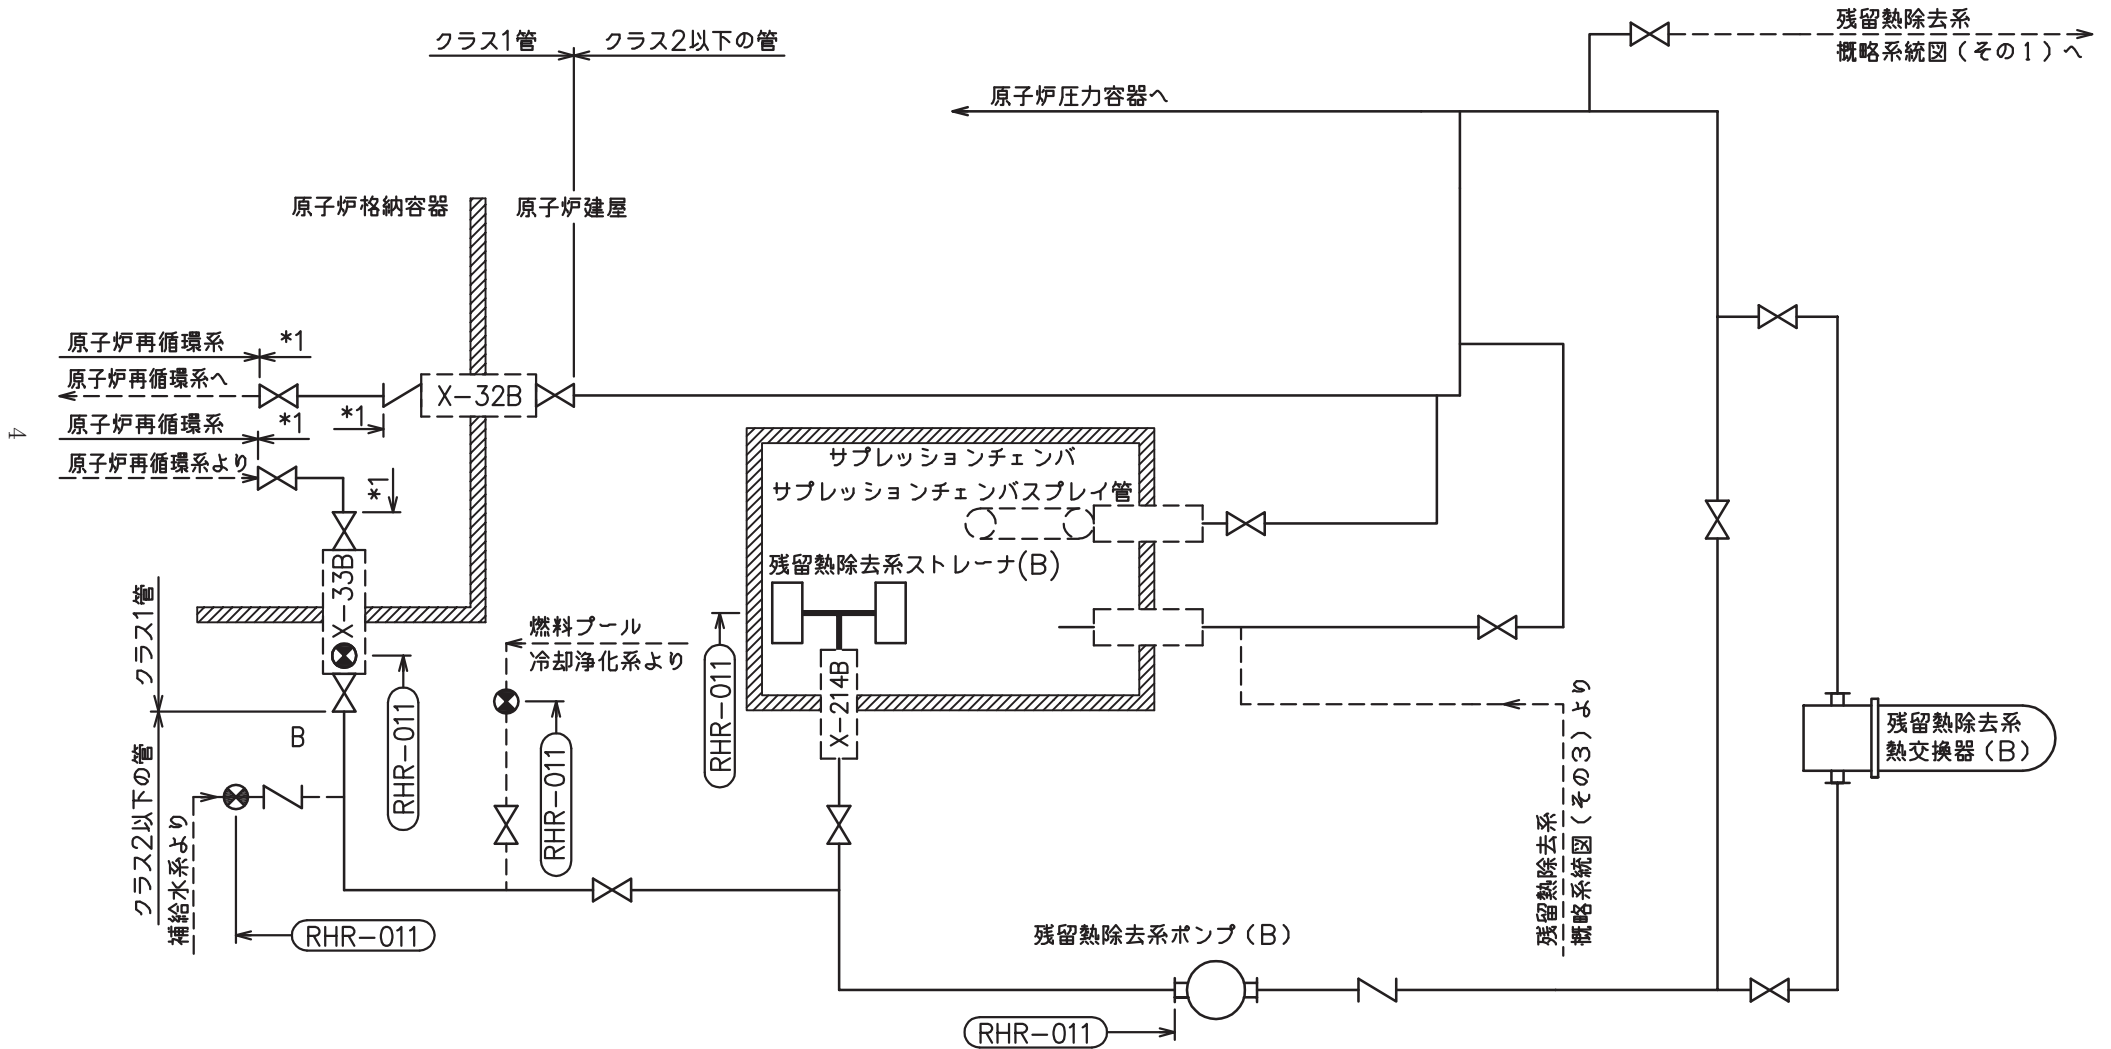 残留熱除去系
概略系統図(その1)へ
クラス1管
クラス2以下の管
原子炉圧力容器へ
原子炉格納容器
原子炉建屋
原子炉再循環系
*1
原子炉再循環系へ
X-32B
*1
原子炉再循環系
*1
原子炉再循環系より
*1
4
サプレッションチェンバ
サプレッションチェンバスプレイ管
残留熱除去系ストレーナ(B)
X-33B
クラス1管
クラス2以下の管
燃料プール
冷却浄化系より
RHR-011
RHR-011
RHR-011
X-214B
B
補給水系より
RHR-011
残留熱除去系
熱交換器(B)
残留熱除去系
概略系統図(その3)より
残留熱除去系ポンプ(B)
RHR-011